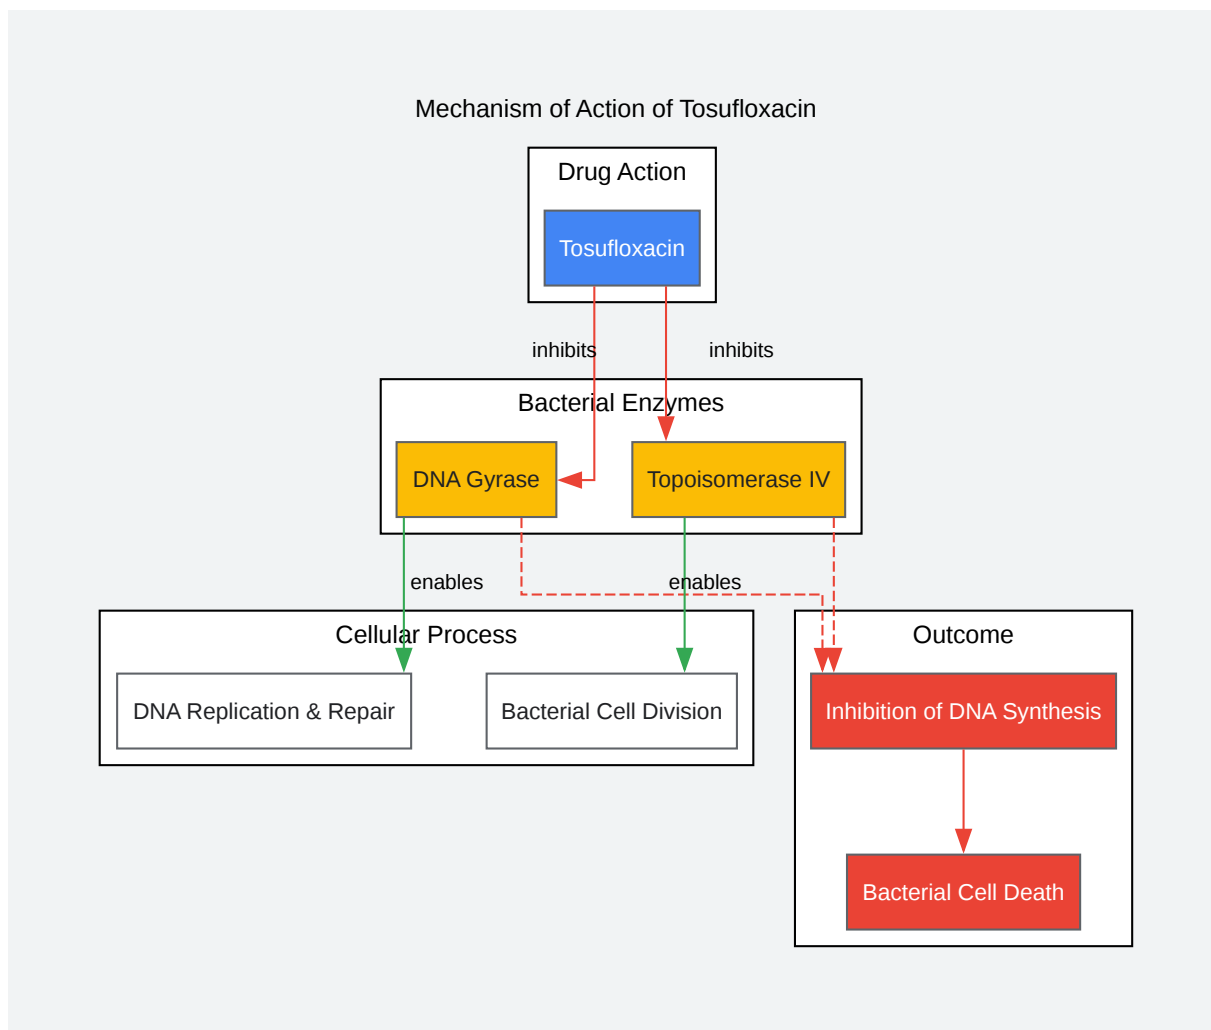 Mechanism of Action of Tosufloxacin
Drug Action
Tosufloxacin
inhibits
inhibits
Bacterial Enzymes
DNA Gyrase
Topoisomerase IV
enables
enables
Cellular Process
Outcome
DNA Replication & Repair
Bacterial Cell Division
Inhibition of DNA Synthesis
Bacterial Cell Death